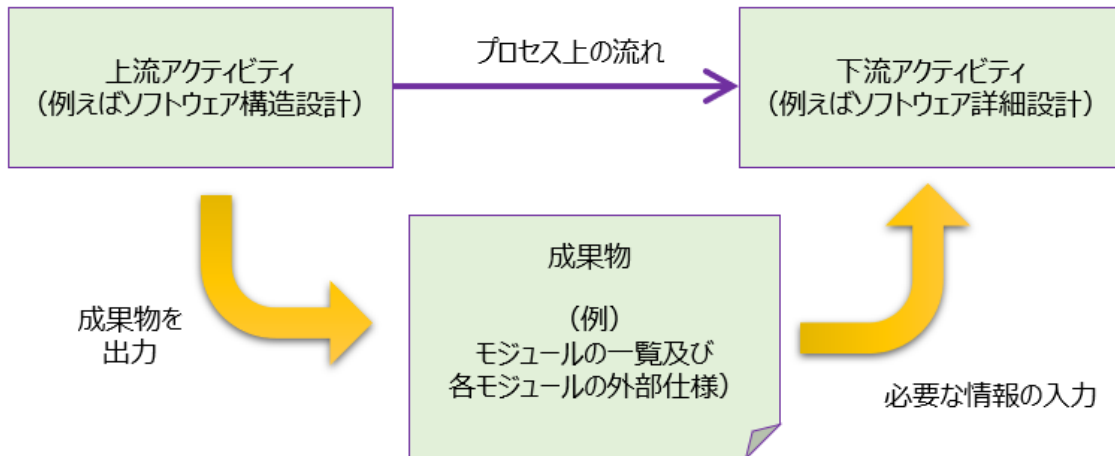 上流アクティビティ
（例えばソフトウェア構造設計）
プロセス上の流れ
下流アクティビティ
（例えばソフトウェア詳細設計）
成果物を
出力
成果物
（例）
モジュールの一覧及び
各モジュールの外部仕様）
必要な情報の入力